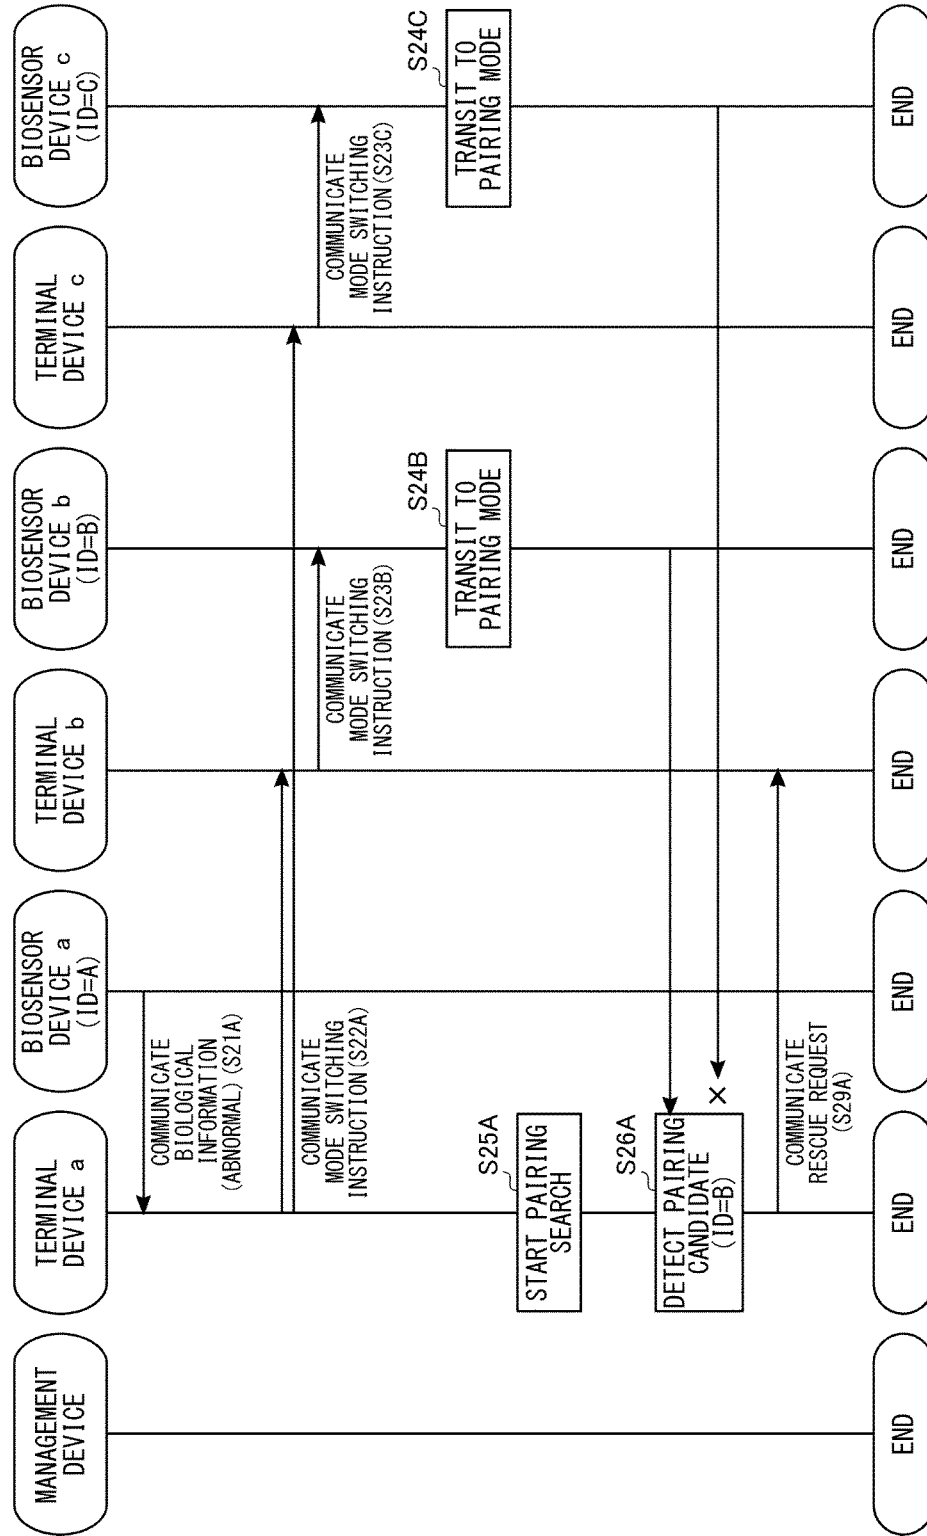 MANAGEMENT
DEVICE
TERMINAL
DEVICE a
BIOSENSOR
DEVICE a
(ID=A)
TERMINAL
DEVICE b
BIOSENSOR
DEVICE b
(ID=B)
TERMINAL
DEVICE c
BIOSENSOR
DEVICE c
(ID=C)
COMMUNICATE
BIOLOGICAL
INFORMATION
(ABNORMAL)(S21A)
COMMUNICATE
MODE SWITCHING
INSTRUCTION(S22A)
COMMUNICATE
MODE SWITCHING
INSTRUCTION(S23B)
COMMUNICATE
MODE SWITCHING
INSTRUCTION(S23C)
S24B
TRANSIT TO
PAIRING MODE
S24C
TRANSIT TO
PAIRING MODE
S25A
START PAIRING
SEARCH
S26A
DETECT PAIRING
CANDIDATE
(ID=B)
×
COMMUNICATE
RESCUE REQUEST
(S29A)
END
END
END
END
END
END
END